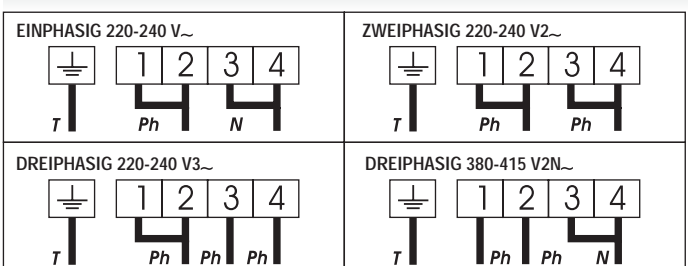 EINPHASIG 220-240 V~
1 2 3 4
T Ph N
ZWEIPHASIG 220-240 V2~
1 2 3 4
T Ph Ph
DREIPHASIG 220-240 V3~
1 2 3 4
T Ph Ph Ph
DREIPHASIG 380-415 V2N~
1 2 3 4
T Ph Ph N